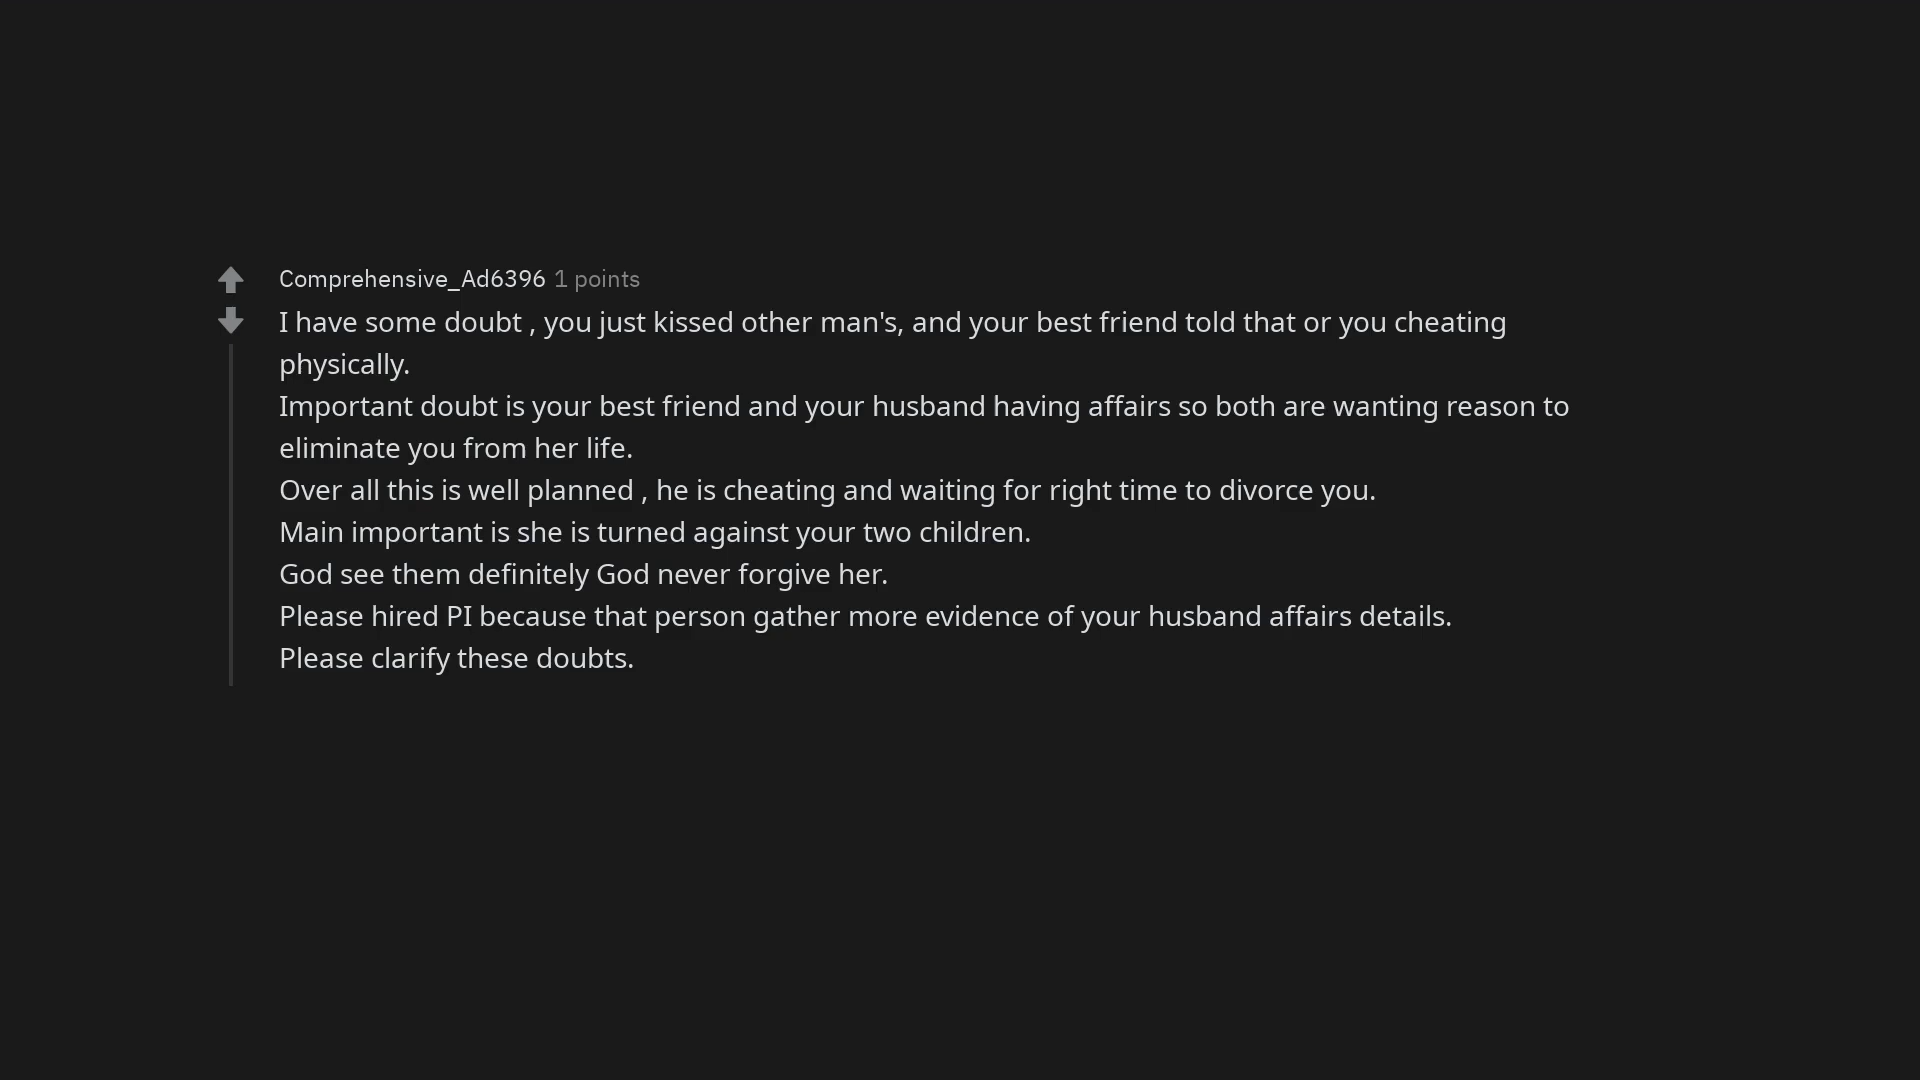 Comprehensive_Ad6396 1 points
I have some doubt , you just kissed other man's, and your best friend told that or you cheating
physically.
Important doubt is your best friend and your husband having affairs so both are wanting reason to
eliminate you from her life.
Over all this is well planned , he is cheating and waiting for right time to divorce you.
Main important is she is turned against your two children.
God see them definitely God never forgive her.
Please hired PI because that person gather more evidence of your husband affairs details.
Please clarify these doubts.